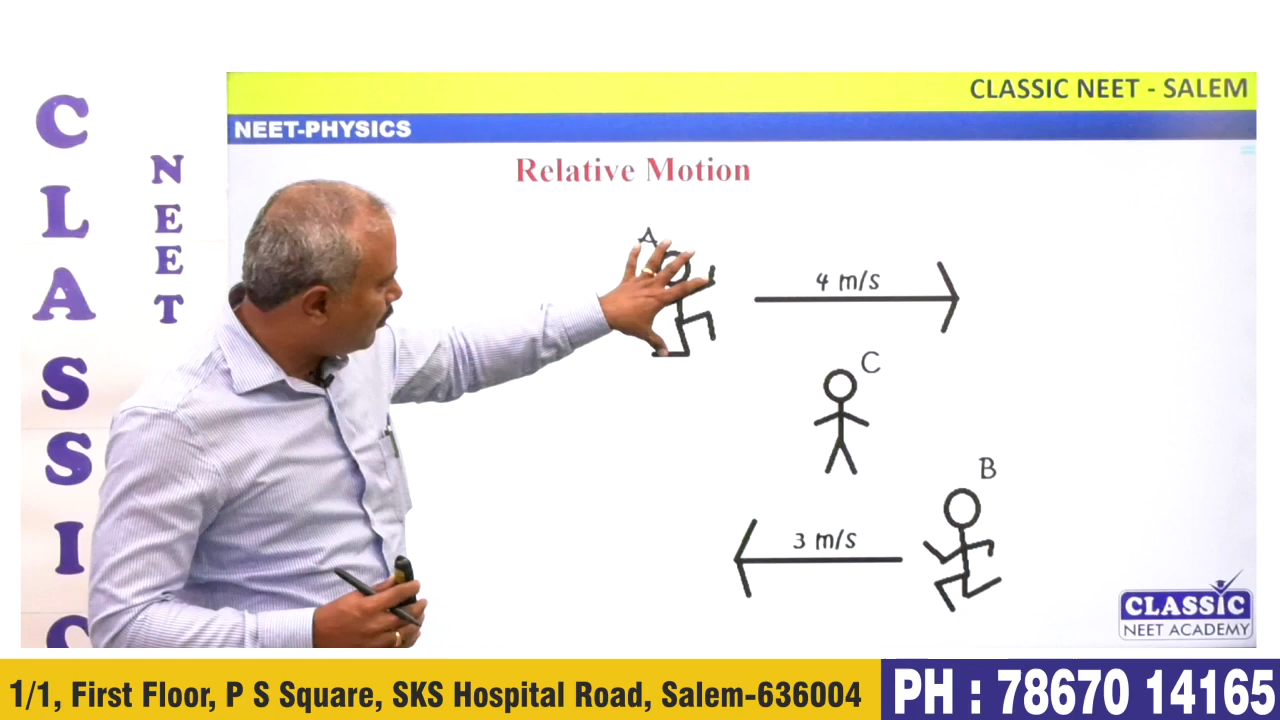 CLASSIC NEET - SALEM
NEET-PHYSICS
CLASSIC
NEET
Relative Motion
A
4 m/s
C
B
3 m/s
CLASSIC
NEET ACADEMY
1/1, First Floor, P S Square, SKS Hospital Road, Salem-636004
PH : 78670 14165